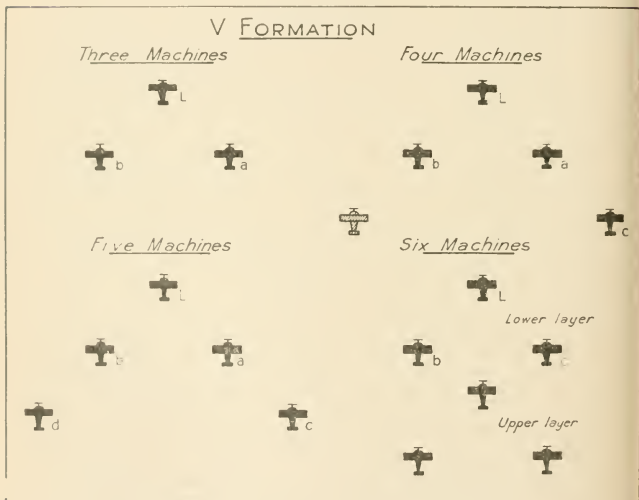 V FORMATION
Three Machines
L
b
a
Four Machines
L
b
a
c
Five Machines
L
b
a
d
c
Six Machines
L
Lower layer
b
Upper layer